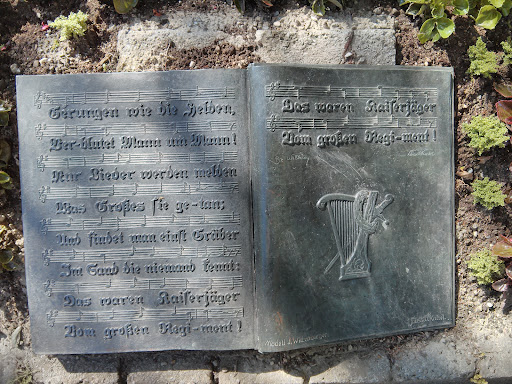 Gerungen wie die Helden,
Ver-blutet Mann um Mann!
Nur Lieder werden melden
Was Großes sie ge-tan;
Und findet man einst Gräber
Im Sand die niemand kennt:
Das waren Kaiserjäger
Vom großen Regi-ment!
Das waren Kaiserjäger
Vom großen Regi-ment!